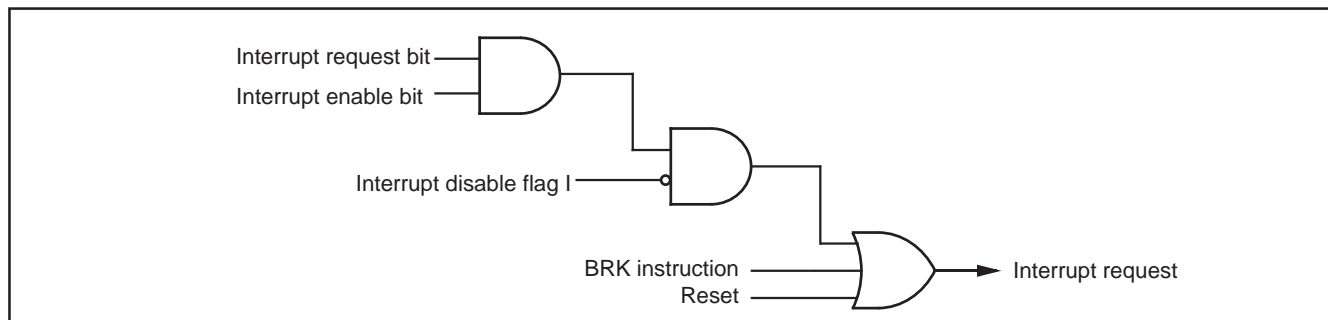 Interrupt request bit
Interrupt enable bit
Interrupt disable flag I
BRK instruction
Reset
Interrupt request